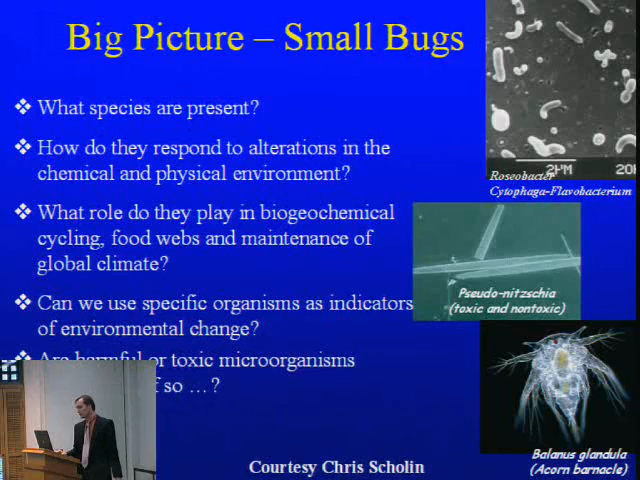 Big Picture – Small Bugs
❖ What species are present?
❖ How do they respond to alterations in the
chemical and physical environment?
❖ What role do they play in biogeochemical
cycling, food webs and maintenance of
global climate?
❖ Can we use specific organisms as indicators
of environmental change?
❖ Are harmful or toxic microorganisms
so …?
2µM
20
Roseobacter
Cytophaga-Flavobacterium
Pseudo-nitzschia
(toxic and nontoxic)
Balanus glandula
(Acorn barnacle)
Courtesy Chris Scholin